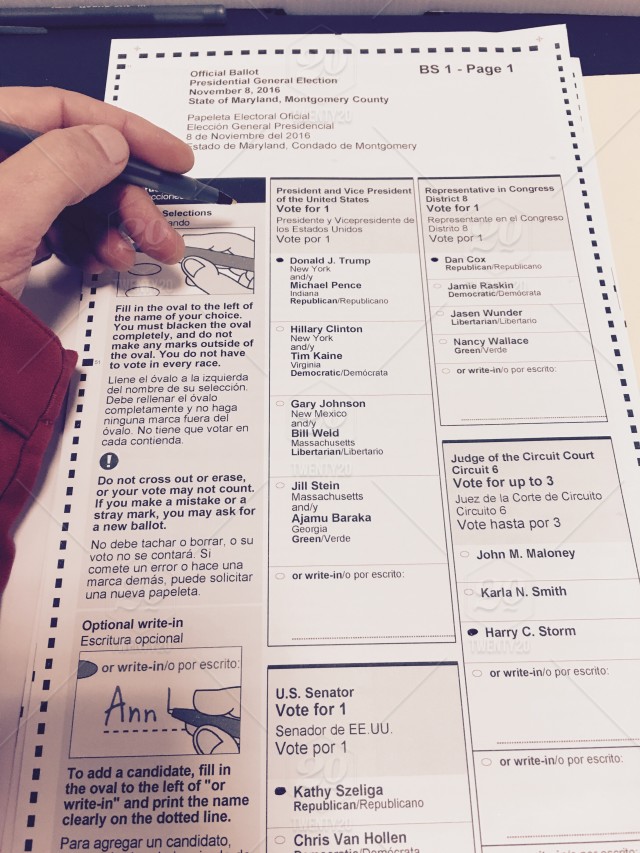 Official Ballot
Presidential General Election
November 8, 2016
State of Maryland, Montgomery County
Papeleta Electoral Oficial
Elección General Presidencial
8 de Noviembre del 2016
Estado de Maryland, Condado de Montgomery
BS 1 - Page 1
Selections
Fill in the oval to the left of
the name of your choice.
You must blacken the oval
completely, and do not
make any marks outside of
the oval. You do not have
to vote in every race.
Llene el óvalo a la izquierda
del nombre de su selección.
Debe rellenar el óvalo
completamente y no haga
ninguna marca fuera del
óvalo. No tiene que votar en
cada contienda.
Do not cross out or erase,
or your vote may not count.
If you make a mistake or a
stray mark, you may ask for
a new ballot.
No debe tachar o borrar, o su
voto no se contará. Si
comete un error o hace una
marca demás, puede solicitar
una nueva papeleta.
Optional write-in
Escritura opcional
or write-in/o por escrito:
Ann
To add a candidate, fill in
the oval to the left of "or
write-in" and print the name
clearly on the dotted line.
Para agregar un candidato,
President and Vice President
of the United States
Vote for 1
Presidente y Vicepresidente de
los Estados Unidos
Vote por 1
Donald J. Trump
New York
and/y
Michael Pence
Indiana
Republican/Republicano
Hillary Clinton
New York
and/y
Tim Kaine
Virginia
Democratic/Demócrata
Gary Johnson
New Mexico
and/y
Bill Weld
Massachusetts
Libertarian/Libertario
Jill Stein
Massachusetts
and/y
Ajamu Baraka
Georgia
Green/Verde
or write-in/o por escrito:
U.S. Senator
Vote for 1
Senador de EE.UU.
Vote por 1
Kathy Szeliga
Republican/Republicano
Chris Van Hollen
Democratic/Demócrata
Representative in Congress
District 8
Vote for 1
Representante en el Congreso
Distrito 8
Vote por 1
Dan Cox
Republican/Republicano
Jamie Raskin
Democratic/Demócrata
Jasen Wunder
Libertarian/Libertario
Nancy Wallace
Green/Verde
or write-in/o por escrito:
Judge of the Circuit Court
Circuit 6
Vote for up to 3
Juez de la Corte de Circuito
Circuito 6
Vote hasta por 3
John M. Maloney
Karla N. Smith
Harry C. Storm
or write-in/o por escrito:
or write-in/o por escrito: